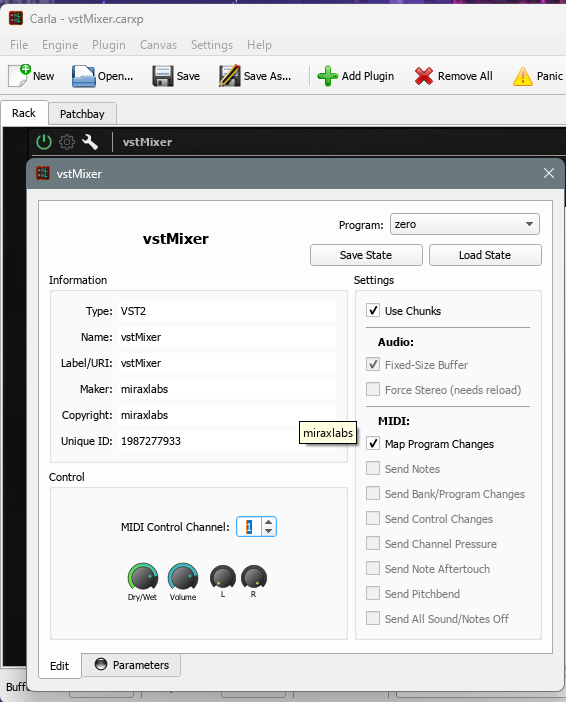 Carla - vstMixer.carxp
File Engine Plugin Canvas Settings Help
New Open... Save Save As... Add Plugin Remove All Panic
Rack Patchbay
vstMixer
vstMixer
vstMixer
Program: zero
Save State Load State
Information
Type: VST2
Name: vstMixer
Label/URI: vstMixer
Maker: miraxlabs
Copyright: miraxlabs
Unique ID: 1987277933
miraxlabs
Settings
Use Chunks
Audio:
Fixed-Size Buffer
Force Stereo (needs reload)
MIDI:
Map Program Changes
Send Notes
Send Bank/Program Changes
Send Control Changes
Send Channel Pressure
Send Note Aftertouch
Send Pitchbend
Send All Sound/Notes Off
Control
MIDI Control Channel: 1
Dry/Wet Volume L R
Edit Parameters